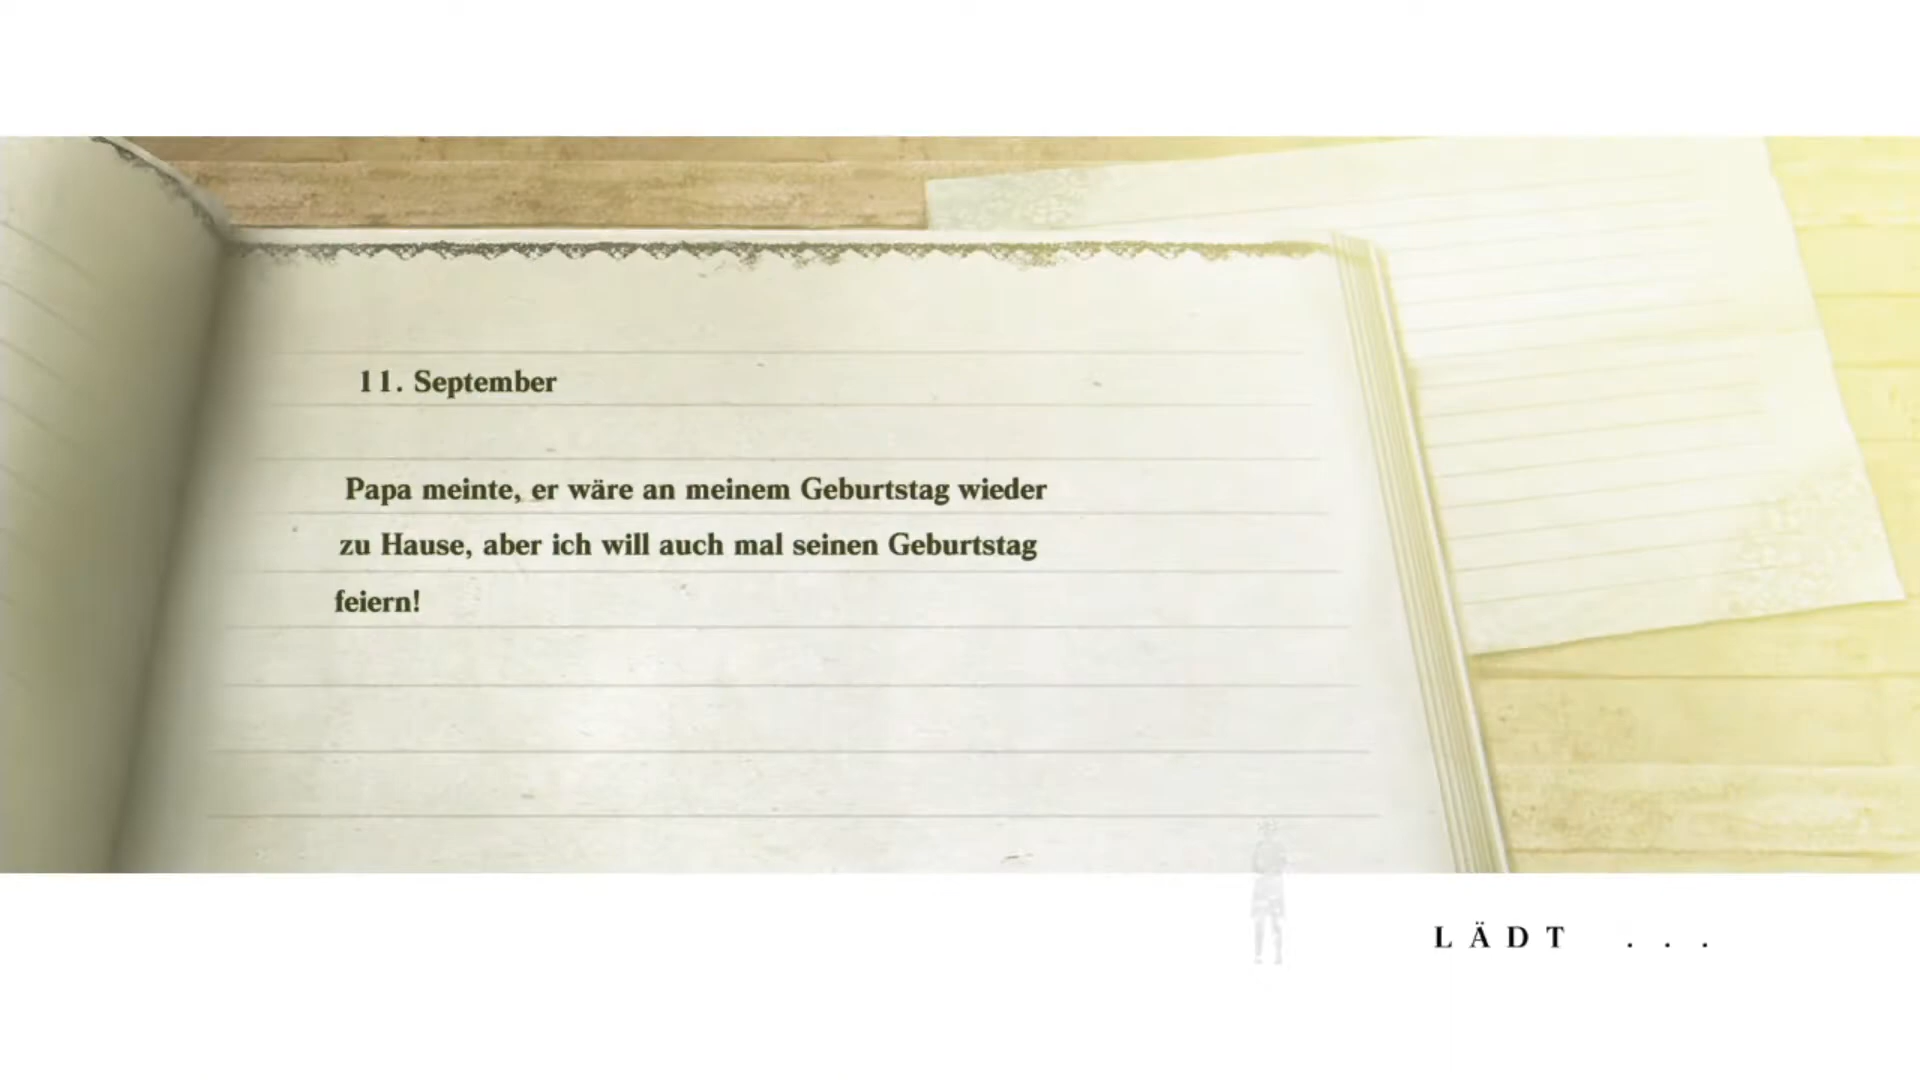 11. September
Papa meinte, er wäre an meinem Geburtstag wieder
zu Hause, aber ich will auch mal seinen Geburtstag
feiern!
LÄDT . . .